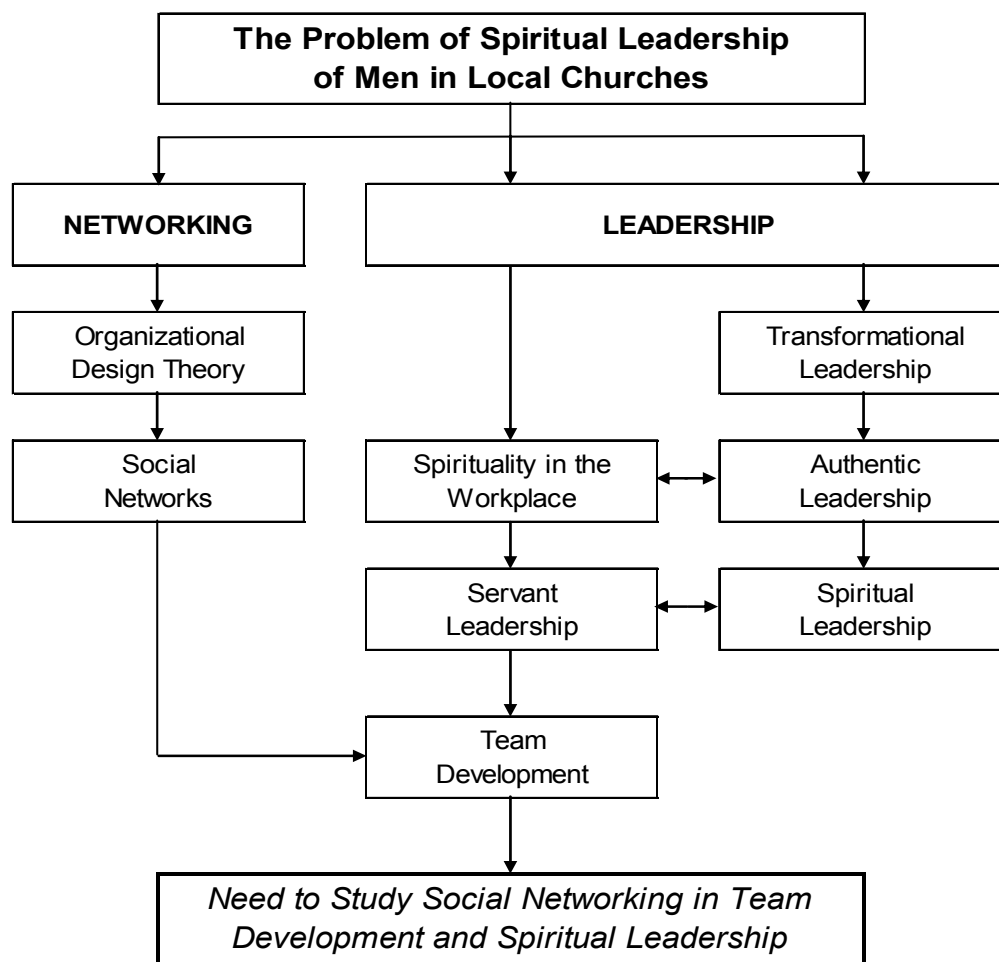 The Problem of Spiritual Leadership
of Men in Local Churches
NETWORKING
LEADERSHIP
Organizational
Design Theory
Transformational
Leadership
Social
Networks
Spirituality in the
Workplace
Authentic
Leadership
Servant
Leadership
Spiritual
Leadership
Team
Development
Need to Study Social Networking in Team
Development and Spiritual Leadership